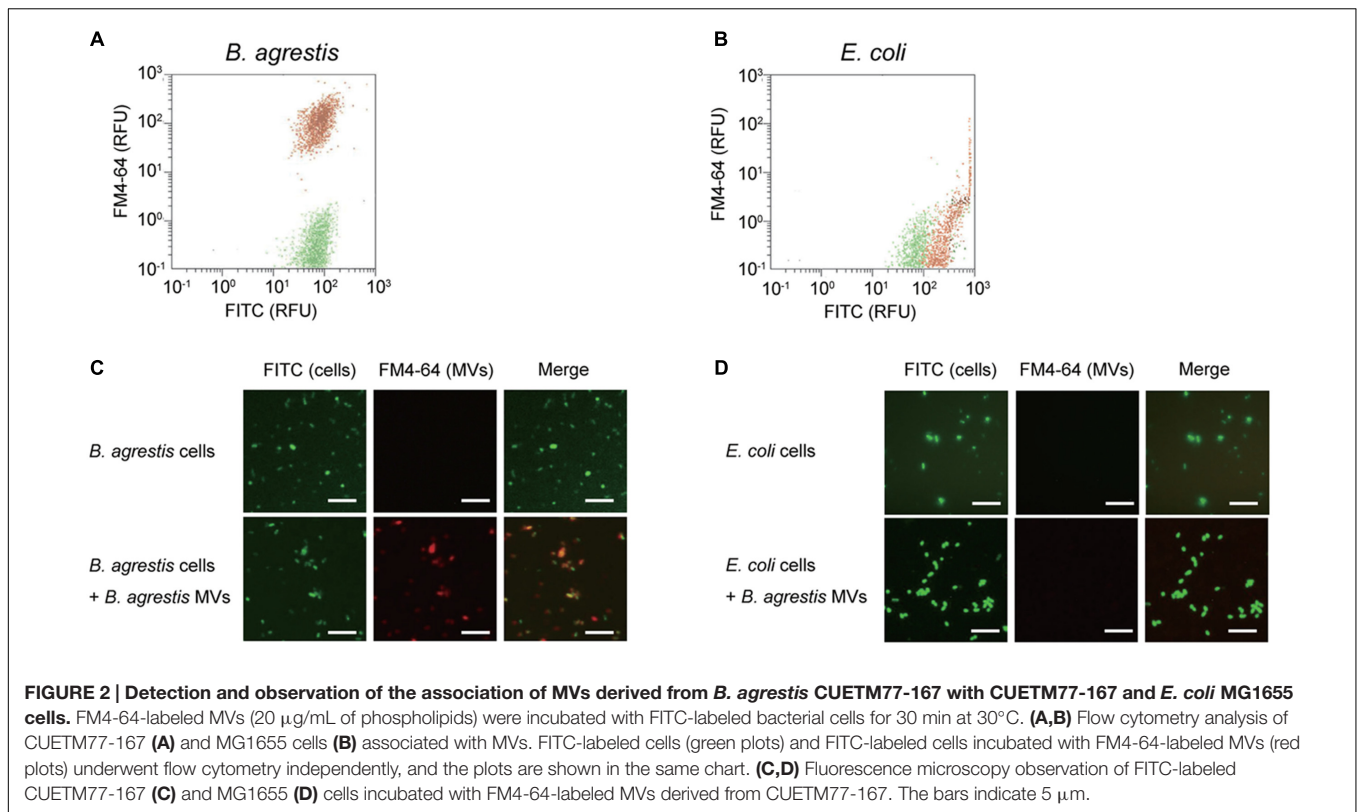 A
B. agrestis
10³
10²
10¹
10⁰
10⁻¹
FM4-64 (RFU)
10⁻¹ 10⁰ 10¹ 10² 10³
FITC (RFU)
B
E. coli
10³
10²
10¹
10⁰
10⁻¹
FM4-64 (RFU)
10⁻¹ 10⁰ 10¹ 10² 10³
FITC (RFU)
C
FITC (cells) FM4-64 (MVs) Merge
B. agrestis cells
B. agrestis cells
+ B. agrestis MVs
D
FITC (cells) FM4-64 (MVs) Merge
E. coli cells
E. coli cells
+ B. agrestis MVs
FIGURE 2 | Detection and observation of the association of MVs derived from B. agrestis CUETM77-167 with CUETM77-167 and E. coli MG1655
cells. FM4-64-labeled MVs (20 μg/mL of phospholipids) were incubated with FITC-labeled bacterial cells for 30 min at 30°C. (A,B) Flow cytometry analysis of
CUETM77-167 (A) and MG1655 cells (B) associated with MVs. FITC-labeled cells (green plots) and FITC-labeled cells incubated with FM4-64-labeled MVs (red
plots) underwent flow cytometry independently, and the plots are shown in the same chart. (C,D) Fluorescence microscopy observation of FITC-labeled
CUETM77-167 (C) and MG1655 (D) cells incubated with FM4-64-labeled MVs derived from CUETM77-167. The bars indicate 5 μm.